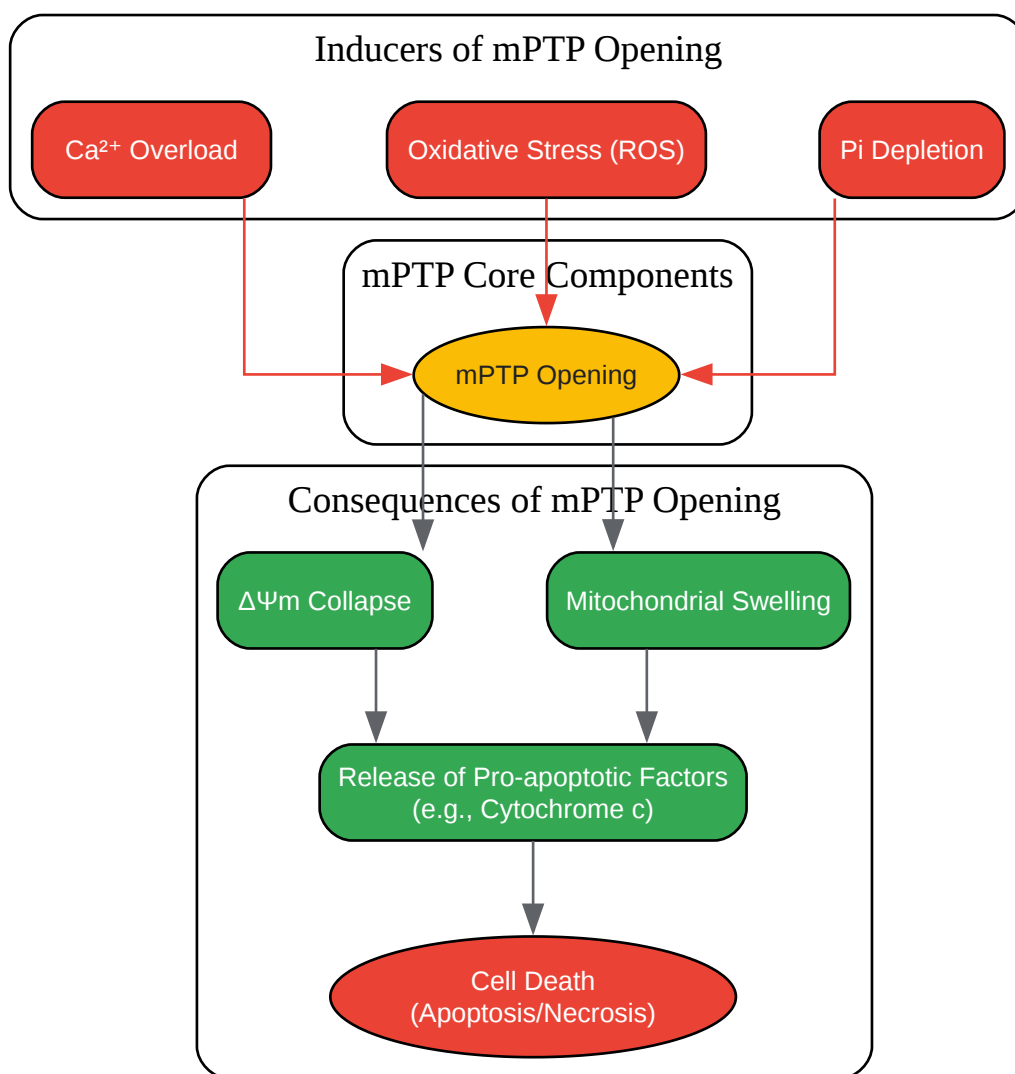 Inducers of mPTP Opening
Ca²⁺ Overload
Oxidative Stress (ROS)
Pi Depletion
mPTP Core Components
mPTP Opening
Consequences of mPTP Opening
ΔΨm Collapse
Mitochondrial Swelling
Release of Pro-apoptotic Factors
(e.g., Cytochrome c)
Cell Death
(Apoptosis/Necrosis)